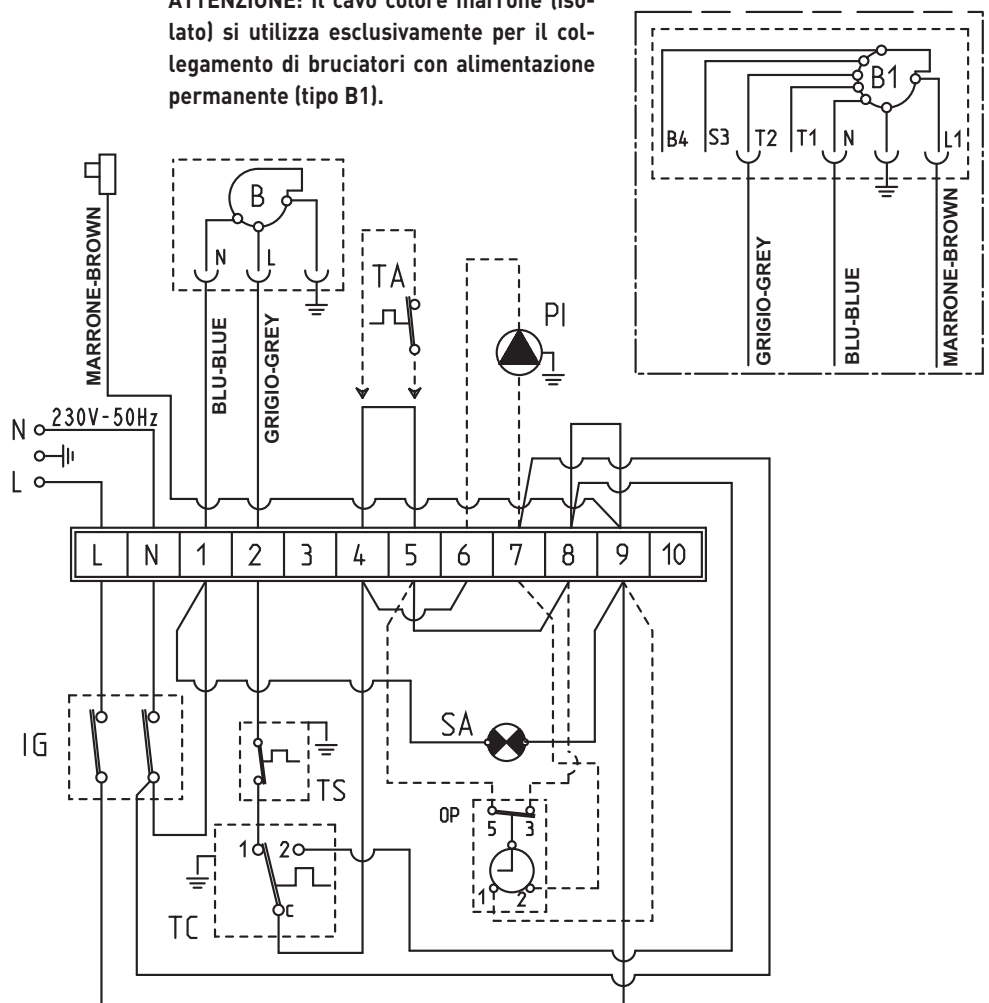 ATTENZIONE: Il cavo colore marrone (iso-
lato) si utilizza esclusivamente per il col-
legamento di bruciatori con alimentazione
permanente (tipo B1).
B1
B4 S3 T2 T1 N L1
GRIGIO-GREY
BLU-BLUE
MARRONE-BROWN
MARRONE-BROWN
B
N L
BLU-BLUE
GRIGIO-GREY
TA
PI
N 230V-50Hz
L
L N 1 2 3 4 5 6 7 8 9 10
IG
TS
SA
OP
5 3
1 2
1 2
C
TC